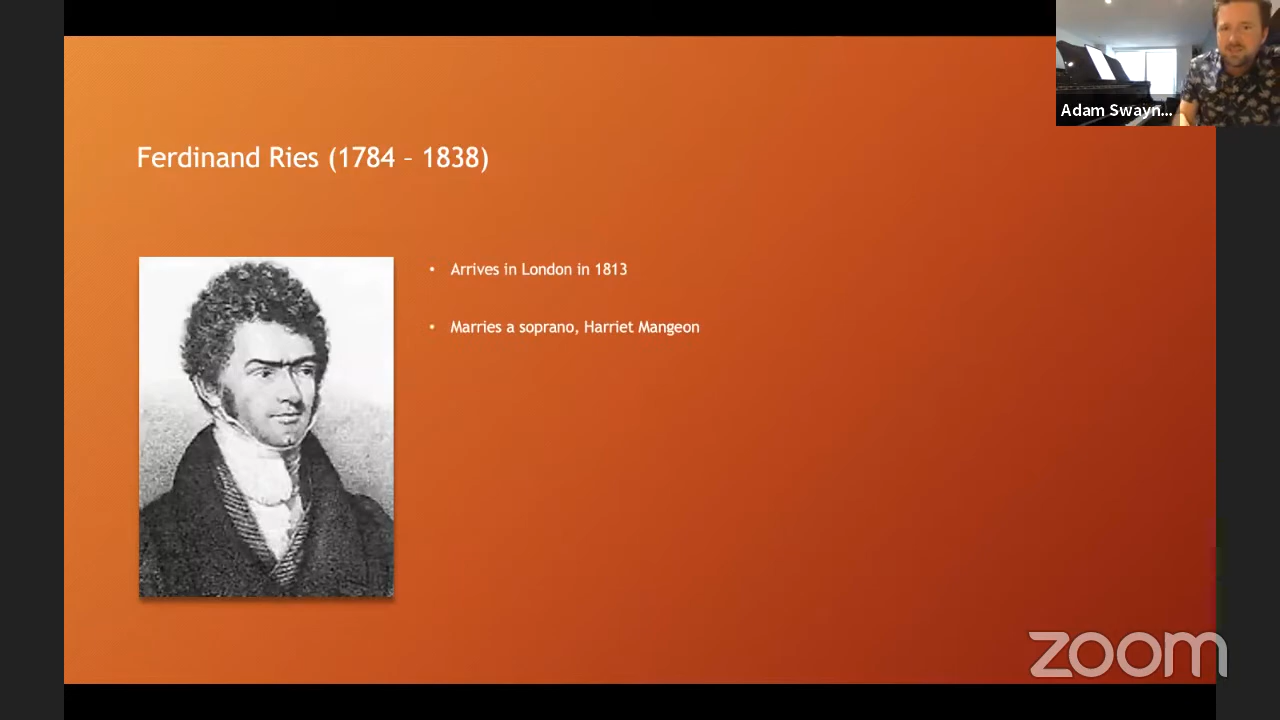 Adam Swayn...
Ferdinand Ries (1784 – 1838)
• Arrives in London in 1813
• Marries a soprano, Harriet Mangeon
zoom